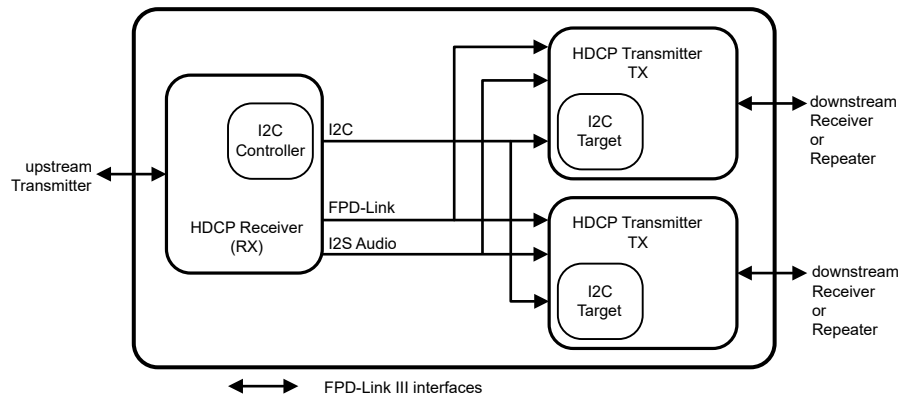 HDCP Transmitter
TX
I2C
Target
downstream
Receiver
or
Repeater
I2C
Controller
I2C
upstream
Transmitter
HDCP Receiver
(RX)
FPD-Link
I2S Audio
HDCP Transmitter
TX
I2C
Target
downstream
Receiver
or
Repeater
FPD-Link III interfaces